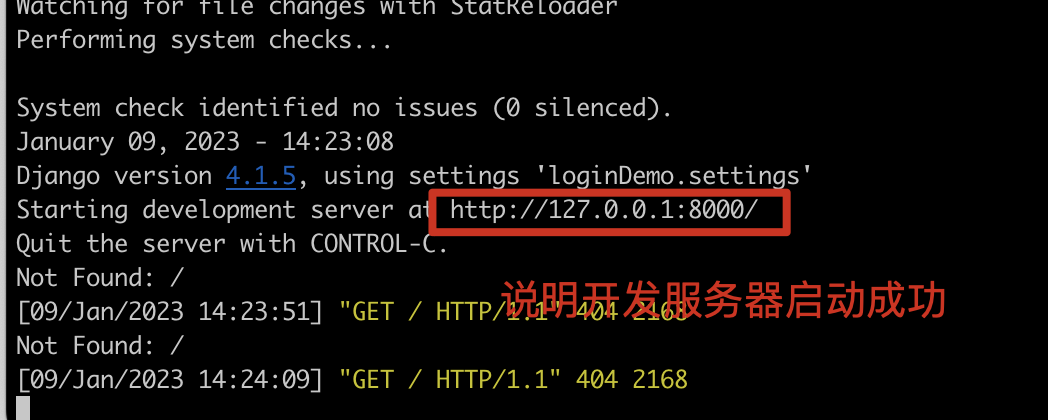 Watching for file changes with StatReloader
Performing system checks...
System check identified no issues (0 silenced).
January 09, 2023 - 14:23:08
Django version 4.1.5, using settings 'loginDemo.settings'
Starting development server at http://127.0.0.1:8000/
Quit the server with CONTROL-C.
Not Found: /
说明开发服务器启动成功
[09/Jan/2023 14:23:51] "GET / HTTP/1.1" 404 2168
Not Found: /
[09/Jan/2023 14:24:09] "GET / HTTP/1.1" 404 2168